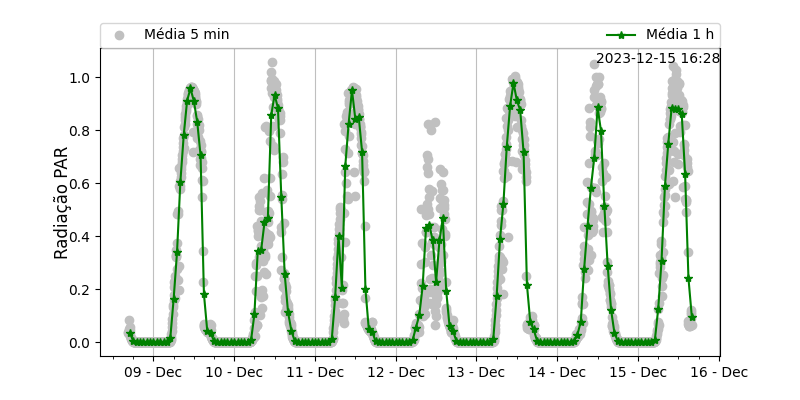 Média 5 min
Média 1 h
2023-12-15 16:28
Radiação PAR
1.0
0.8
0.6
0.4
0.2
0.0
09 - Dec
10 - Dec
11 - Dec
12 - Dec
13 - Dec
14 - Dec
15 - Dec
16 - Dec